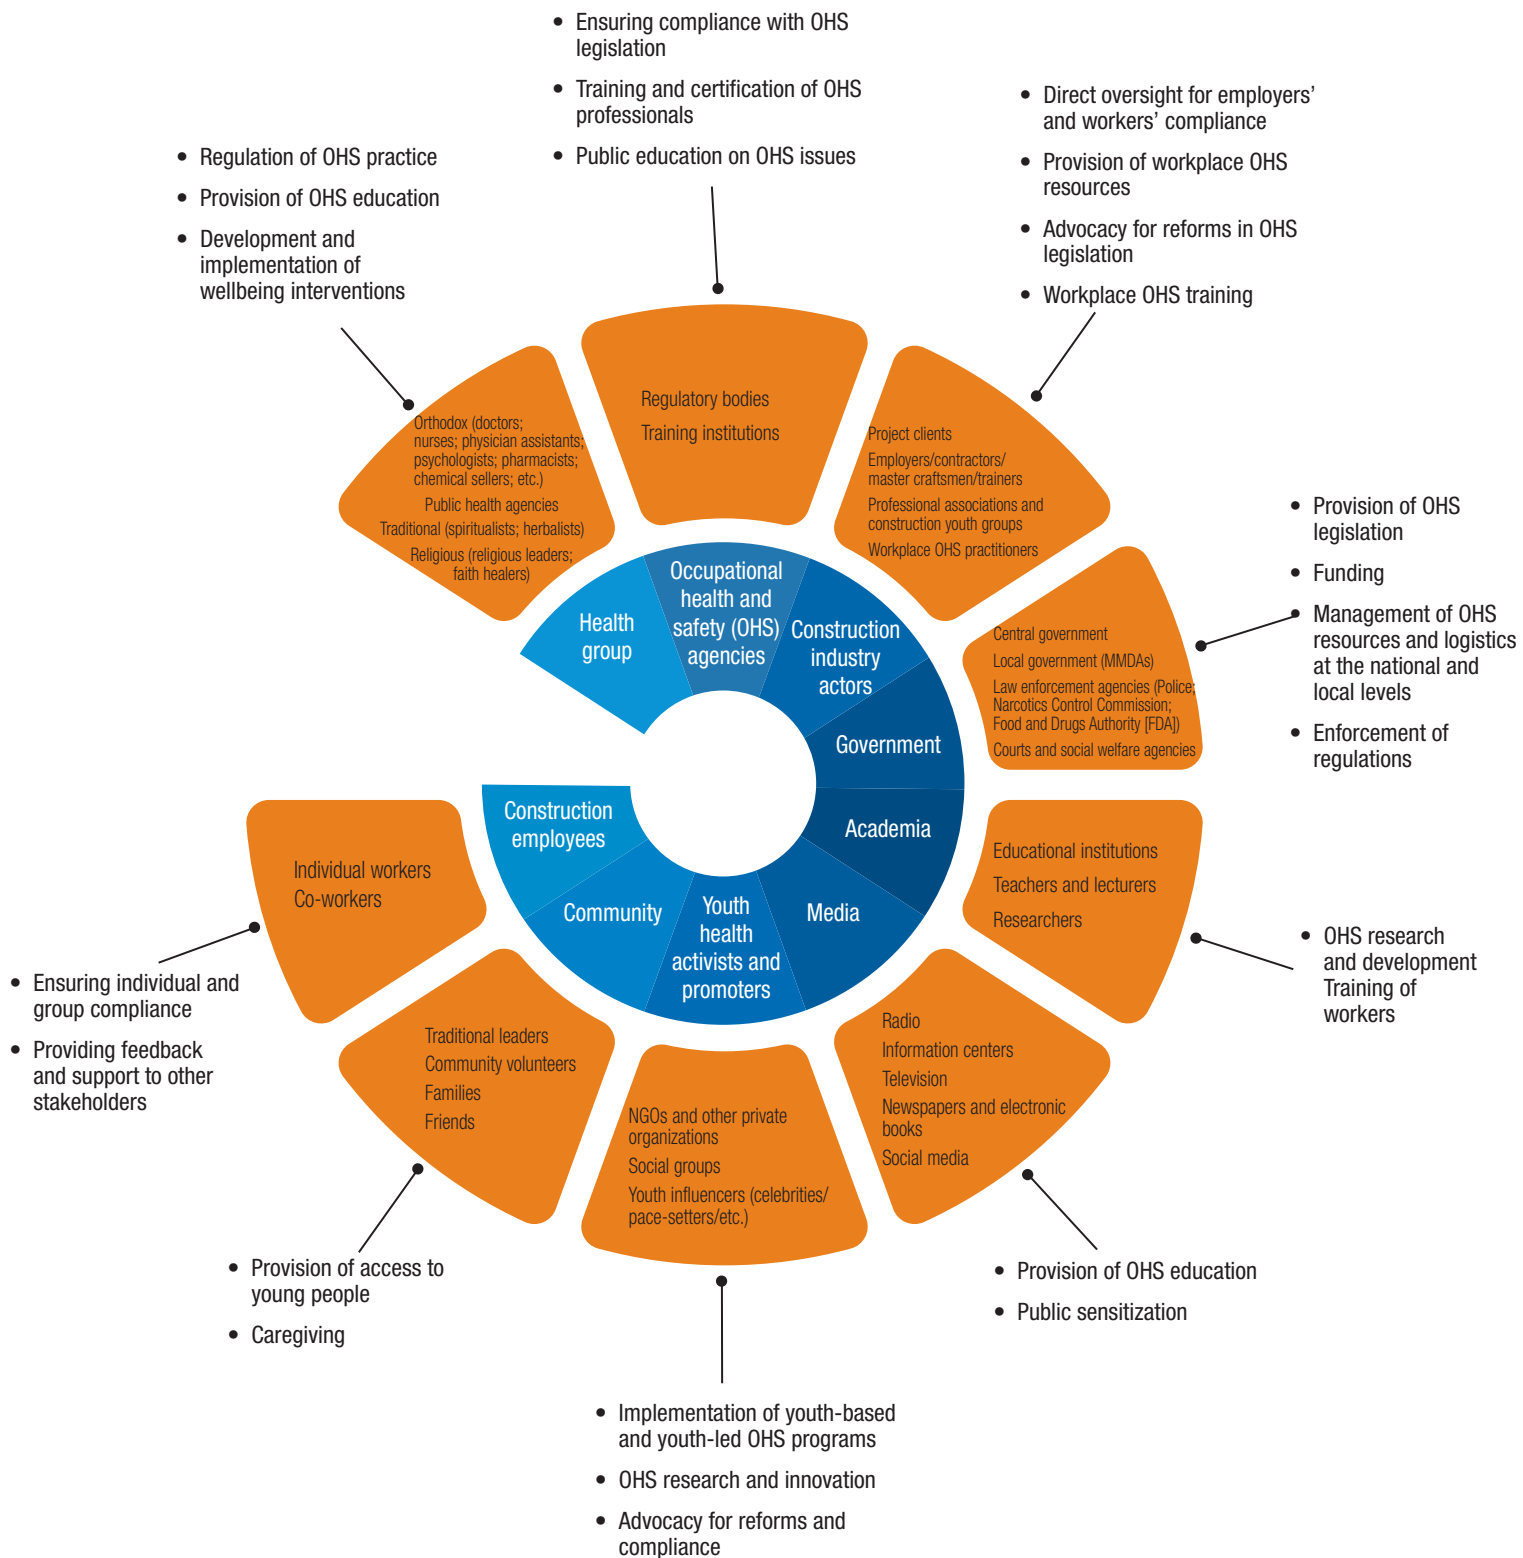 • Ensuring compliance with OHS
legislation
• Training and certification of OHS
professionals
• Public education on OHS issues
• Direct oversight for employers’
and workers’ compliance
• Provision of workplace OHS
resources
• Advocacy for reforms in OHS
legislation
• Workplace OHS training
• Regulation of OHS practice
• Provision of OHS education
• Development and
implementation of
wellbeing interventions
Orthodox (doctors;
nurses; physician assistants;
psychologists; pharmacists;
chemical sellers; etc.)
Public health agencies
Traditional (spiritualists; herbalists)
Religious (religious leaders;
faith healers)
Regulatory bodies
Training institutions
Project clients
Employers/contractors/
master craftsmen/trainers
Professional associations and
construction youth groups
Workplace OHS practitioners
• Provision of OHS
legislation
• Funding
• Management of OHS
resources and logistics
at the national and
local levels
• Enforcement of
regulations
Central government
Local government (MMDAs)
Law enforcement agencies (Police;
Narcotics Control Commission;
Food and Drugs Authority [FDA])
Courts and social welfare agencies
Health
group
Occupational
health and
safety (OHS)
agencies
Construction
industry
actors
Government
Academia
Media
Youth
health
activists and
promoters
Community
Construction
employees
Educational institutions
Teachers and lecturers
Researchers
• OHS research
and development
Training of
workers
Individual workers
Co-workers
• Ensuring individual and
group compliance
• Providing feedback
and support to other
stakeholders
Traditional leaders
Community volunteers
Families
Friends
NGOs and other private
organizations
Social groups
Youth influencers (celebrities/
pace-setters/etc.)
Radio
Information centers
Television
Newspapers and electronic
books
Social media
• Provision of access to
young people
• Caregiving
• Provision of OHS education
• Public sensitization
• Implementation of youth-based
and youth-led OHS programs
• OHS research and innovation
• Advocacy for reforms and
compliance